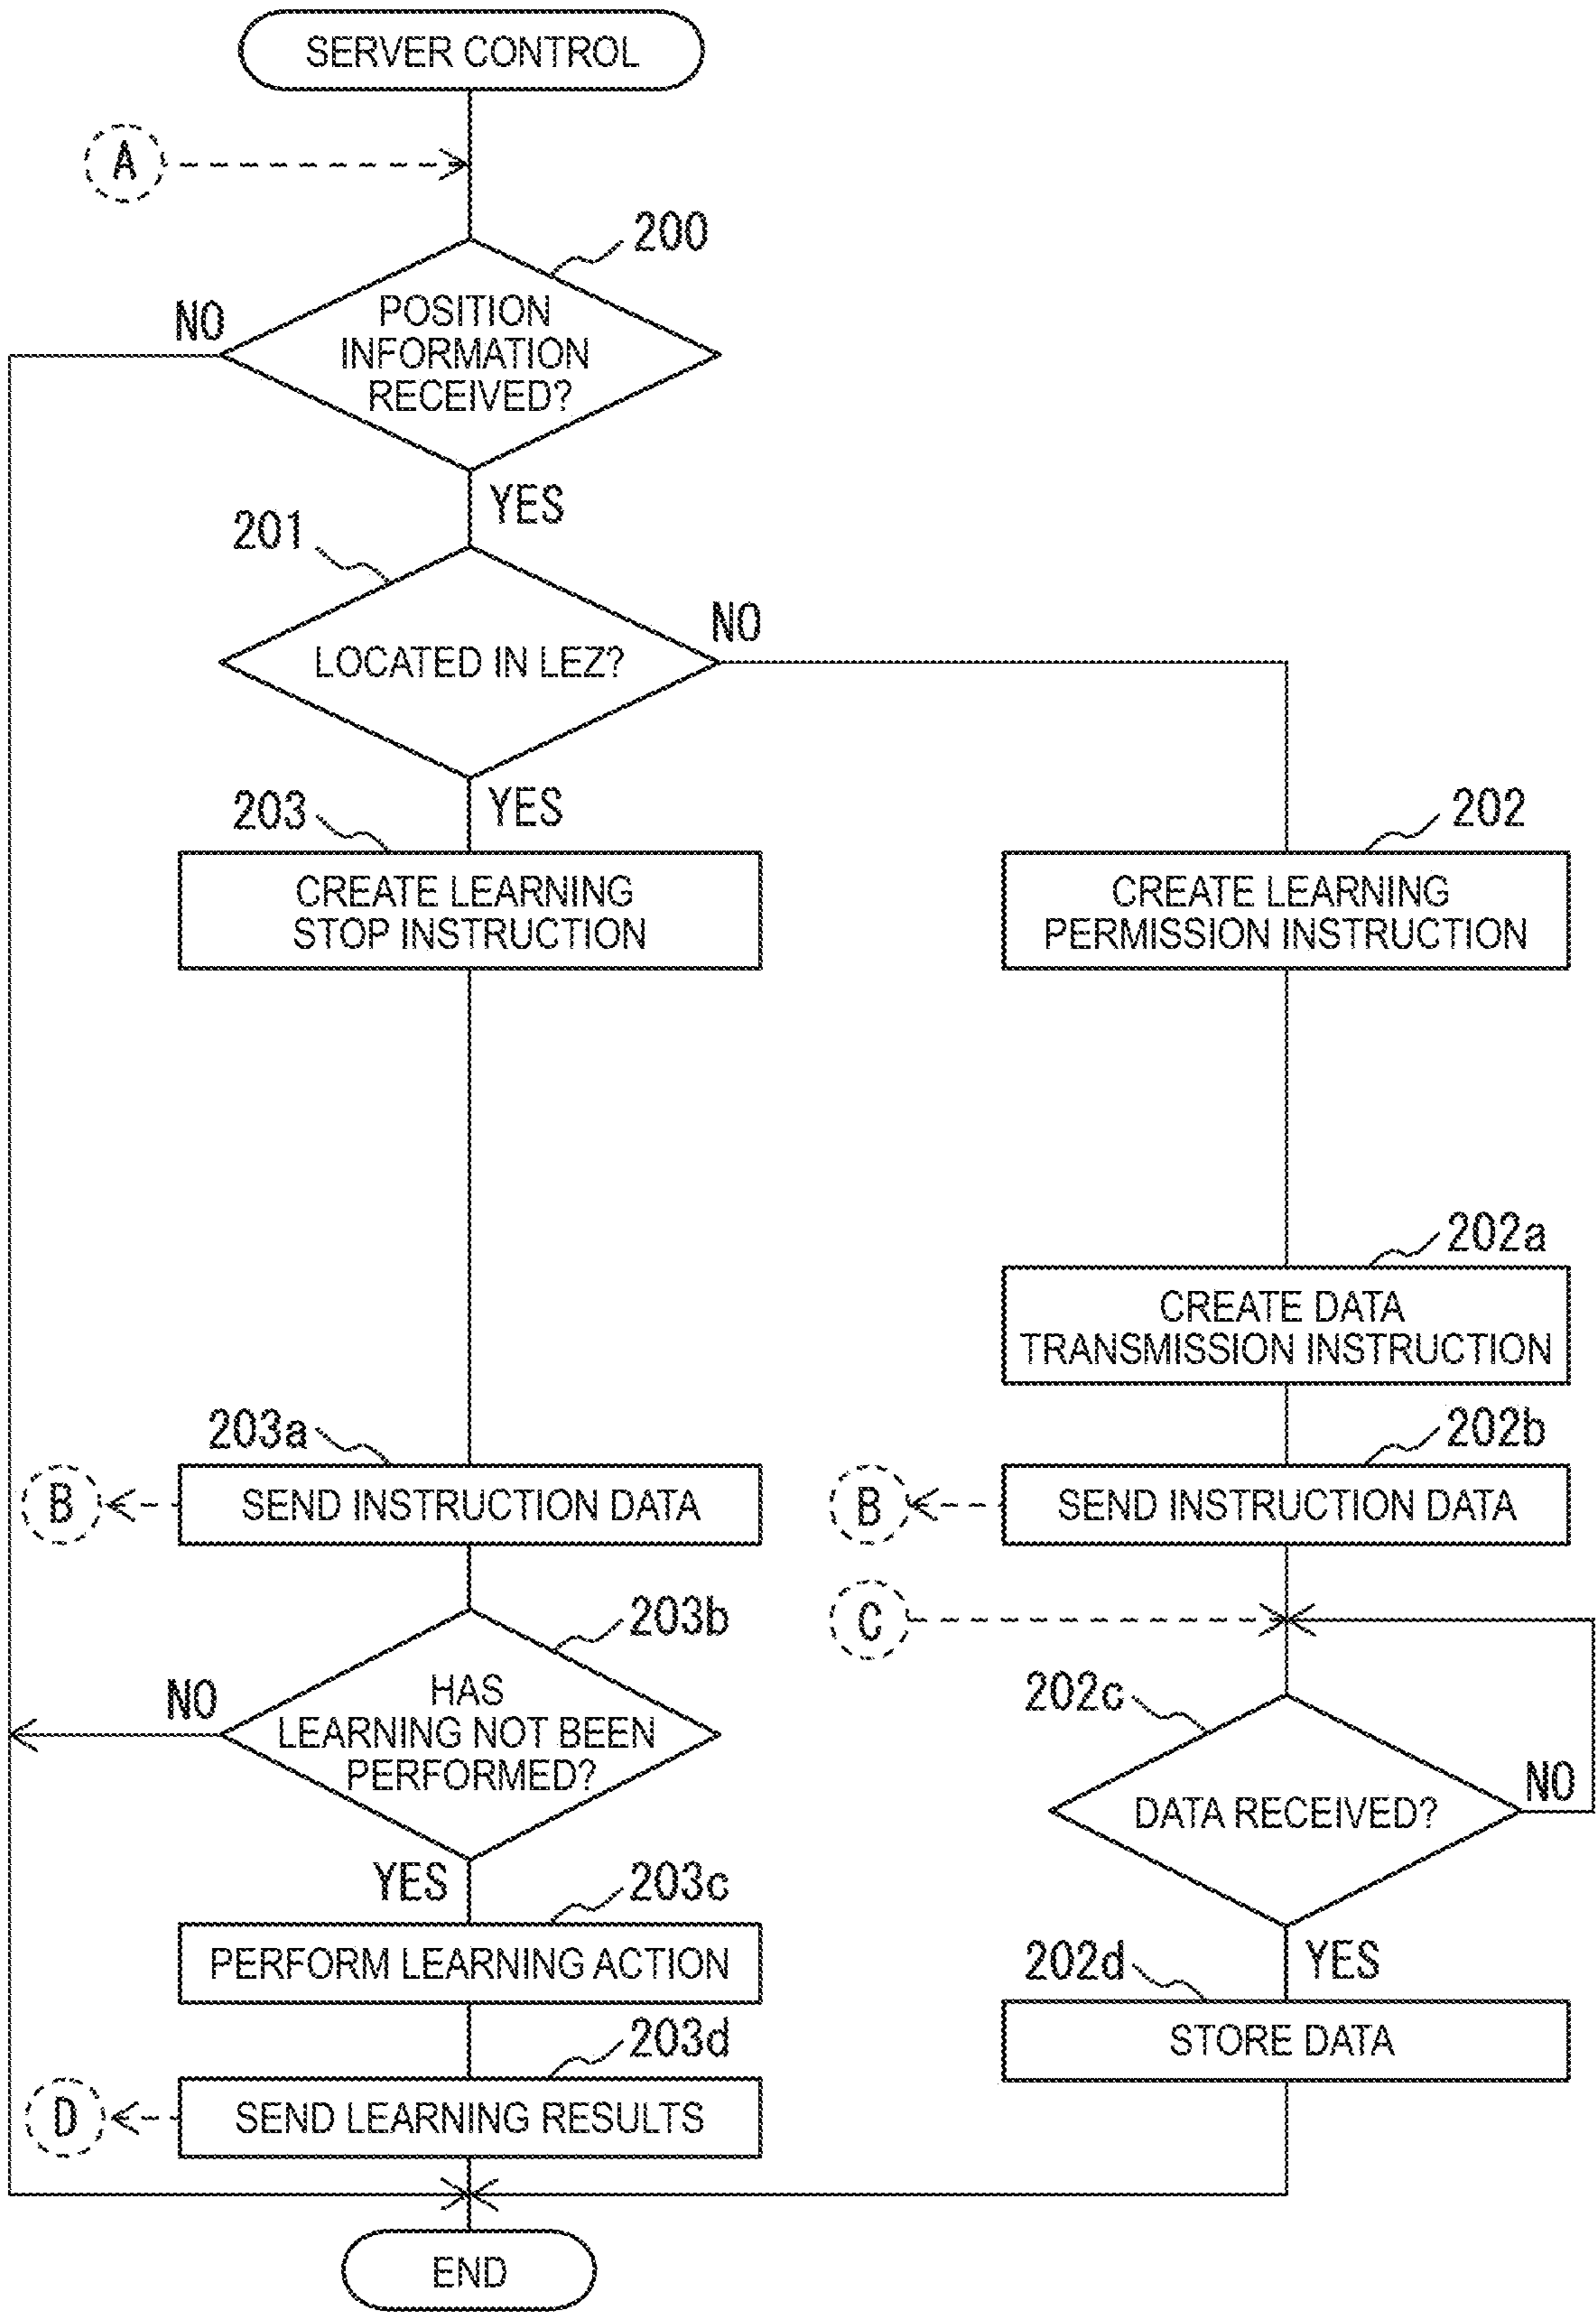 SERVER CONTROL
A
200
NO
POSITION
INFORMATION
RECEIVED?
YES
201
NO
LOCATED IN LEZ?
YES
203
202
CREATE LEARNING
STOP INSTRUCTION
CREATE LEARNING
PERMISSION INSTRUCTION
202a
CREATE DATA
TRANSMISSION INSTRUCTION
203a
202b
B
SEND INSTRUCTION DATA
B
SEND INSTRUCTION DATA
C
203b
NO
HAS
LEARNING NOT BEEN
PERFORMED?
202c
NO
DATA RECEIVED?
YES
203c
PERFORM LEARNING ACTION
202d
YES
STORE DATA
203d
D
SEND LEARNING RESULTS
END